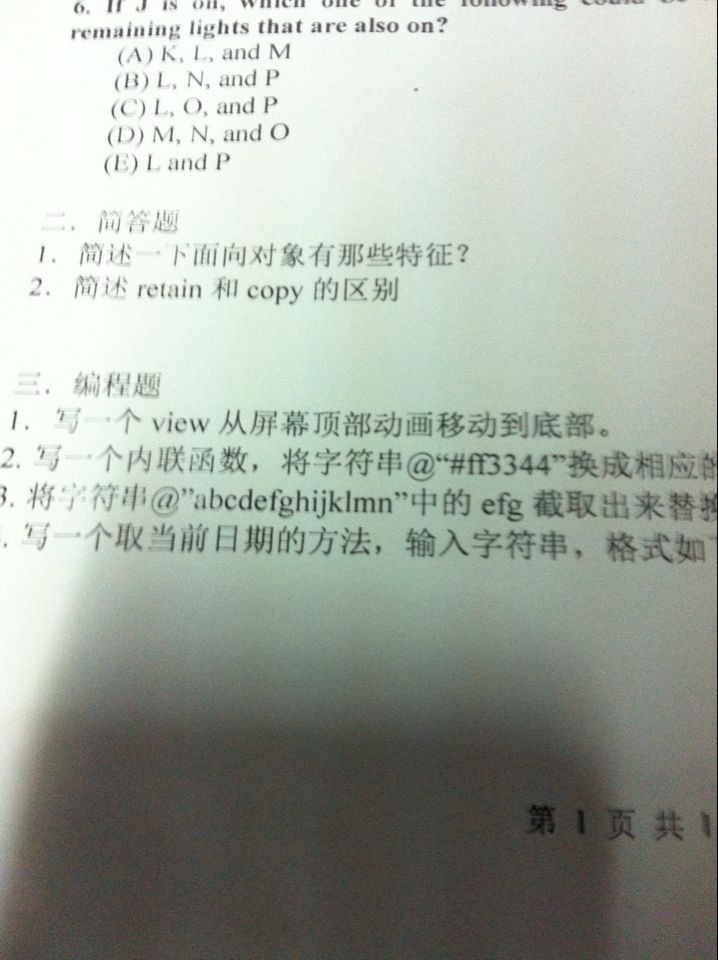 6. If J is on, which one of the following could be
remaining lights that are also on?
(A) K, L, and M
(B) L, N, and P
(C) L, O, and P
(D) M, N, and O
(E) L and P
二、简答题
1. 简述一下面向对象有那些特征?
2. 简述 retain 和 copy 的区别
三、编程题
1. 写一个 view 从屏幕顶部动画移动到底部。
2. 写一个内联函数,将字符串@“#ff3344”换成相应的
3. 将字符串@”abcdefghijklmn”中的 efg 截取出来替换
. 写一个取当前日期的方法,输入字符串,格式如下
第 1 页 共 1